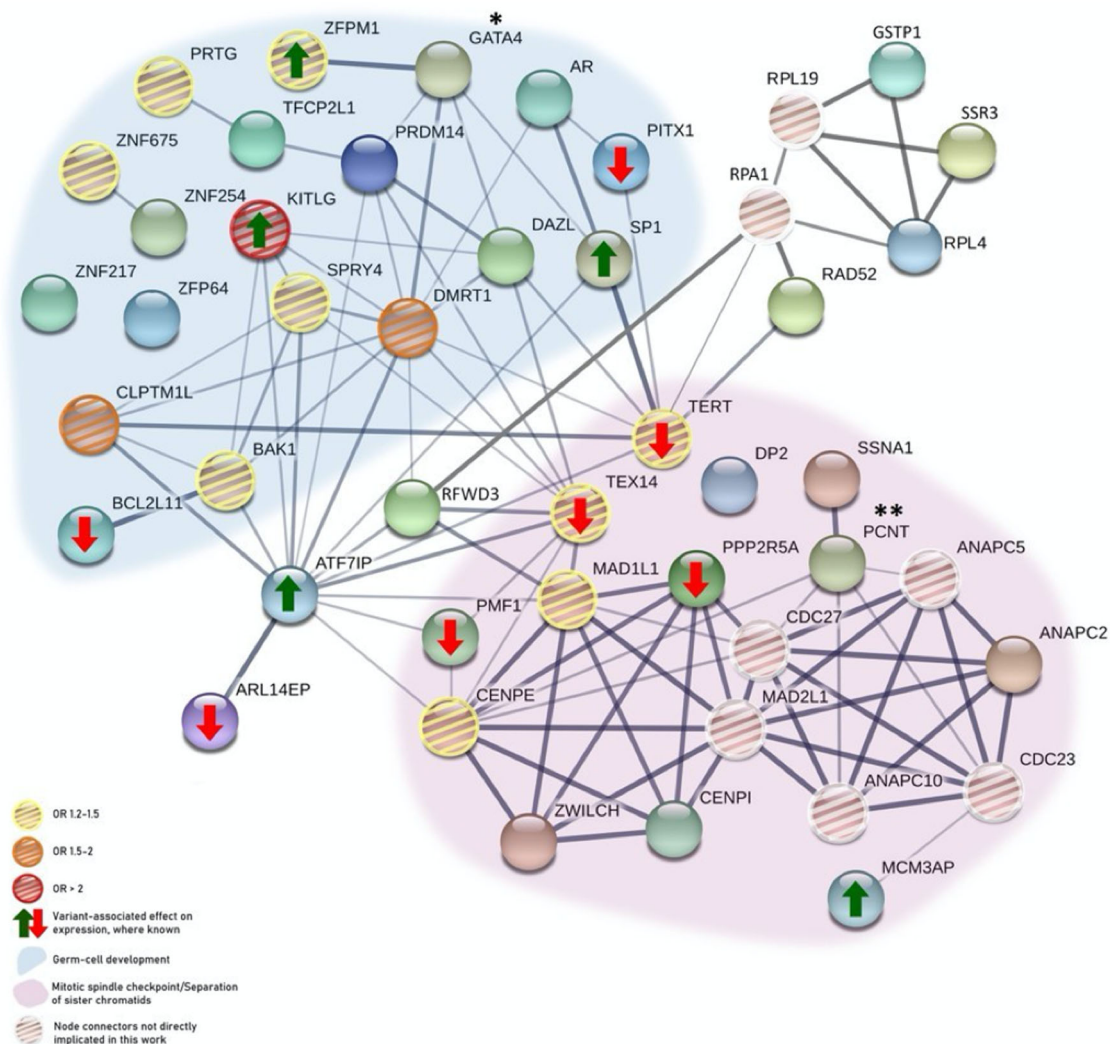 *
ZFPM1
GATA4
GSTP1
PRTG
AR
RPL19
TFCP2L1
SSR3
PRDM14
PITX1
ZNF675
RPA1
ZNF254
KITLG
DAZL
SP1
RPL4
ZNF217
SPRY4
RAD52
ZFP64
DMRT1
CLPTM1L
TERT
BAK1
DP2
SSNA1
TEX14
BCL2L11
RFWD3
**
PCNT
PPP2R5A
ANAPC5
ATF7IP
MAD1L1
PMF1
CDC27
ANAPC2
ARL14EP
CENPE
MAD2L1
CDC23
ANAPC10
CENPI
ZWILCH
MCM3AP
OR 1.2-1.5
OR 1.5-2
OR > 2
Variant-associated effect on
expression, where known
Germ-cell development
Mitotic spindle checkpoint/Separation
of sister chromatids
Node connectors not directly
implicated in this work